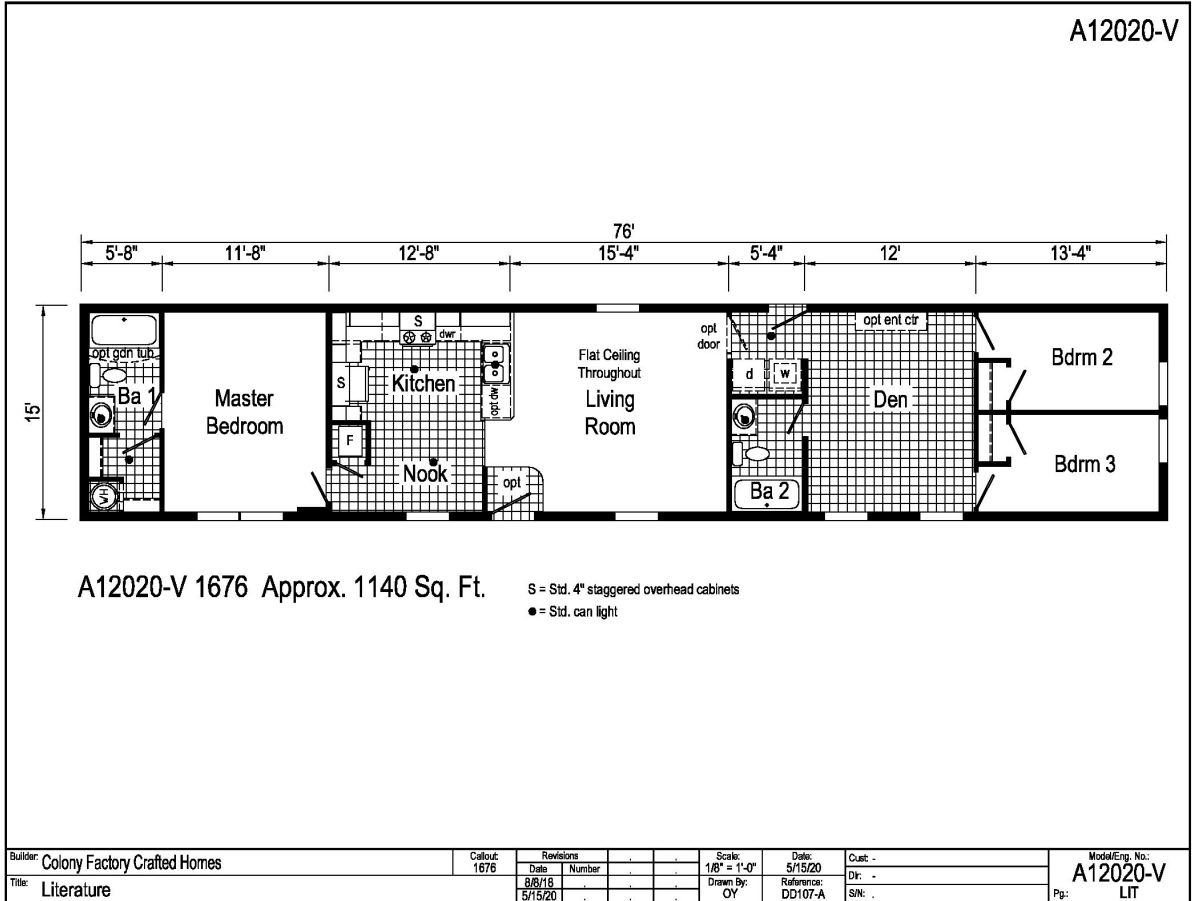 A12020-V
76'
5'-8" 11'-8" 12'-8" 15'-4" 5'-4" 12' 13'-4"
15'
opt gdn tub
Ba 1
WH
Master
Bedroom
S
dwr
S
Kitchen
opt dw
F
Nook
opt
Flat Ceiling
Throughout
Living
Room
opt
door
d
w
Ba 2
opt ent ctr
Den
Bdrm 2
Bdrm 3
A12020-V 1676 Approx. 1140 Sq. Ft.
S = Std. 4" staggered overhead cabinets
● = Std. can light
Builder: Colony Factory Crafted Homes
Title: Literature
Callout:
1676
Revisions
Date Number
8/8/18
5/15/20
Scale:
1/8" = 1'-0"
Drawn By:
OY
Date:
5/15/20
Reference:
DD107-A
Cust: -
Dir: -
S/N: .
Model/Eng. No.:
A12020-V
Pg.: LIT